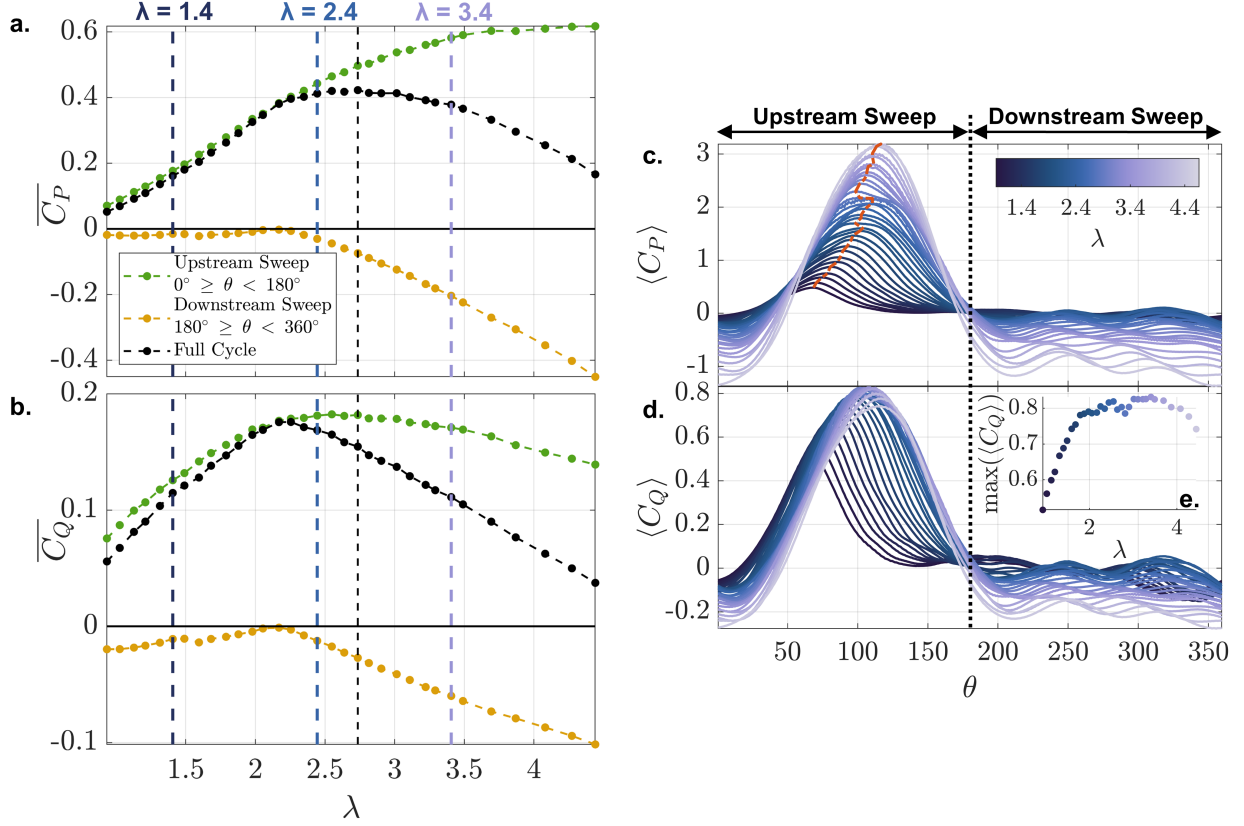 a.
λ = 1.4
λ = 2.4
λ = 3.4
0.6
0.4
0.2
0
-0.2
-0.4
C_P
Upstream Sweep
0° ≥ θ < 180°
Downstream Sweep
180° ≥ θ < 360°
Full Cycle
b.
0.2
0.1
0
-0.1
C_Q
1.5
2
2.5
3
3.5
4
λ
Upstream Sweep
Downstream Sweep
c.
3
2
1
0
-1
⟨C_P⟩
1.4
2.4
3.4
4.4
λ
d.
0.8
0.6
0.4
0.2
0
-0.2
⟨C_Q⟩
50
100
150
200
250
300
350
θ
0.8
0.7
0.6
max(⟨C_Q⟩)
e.
2
4
λ